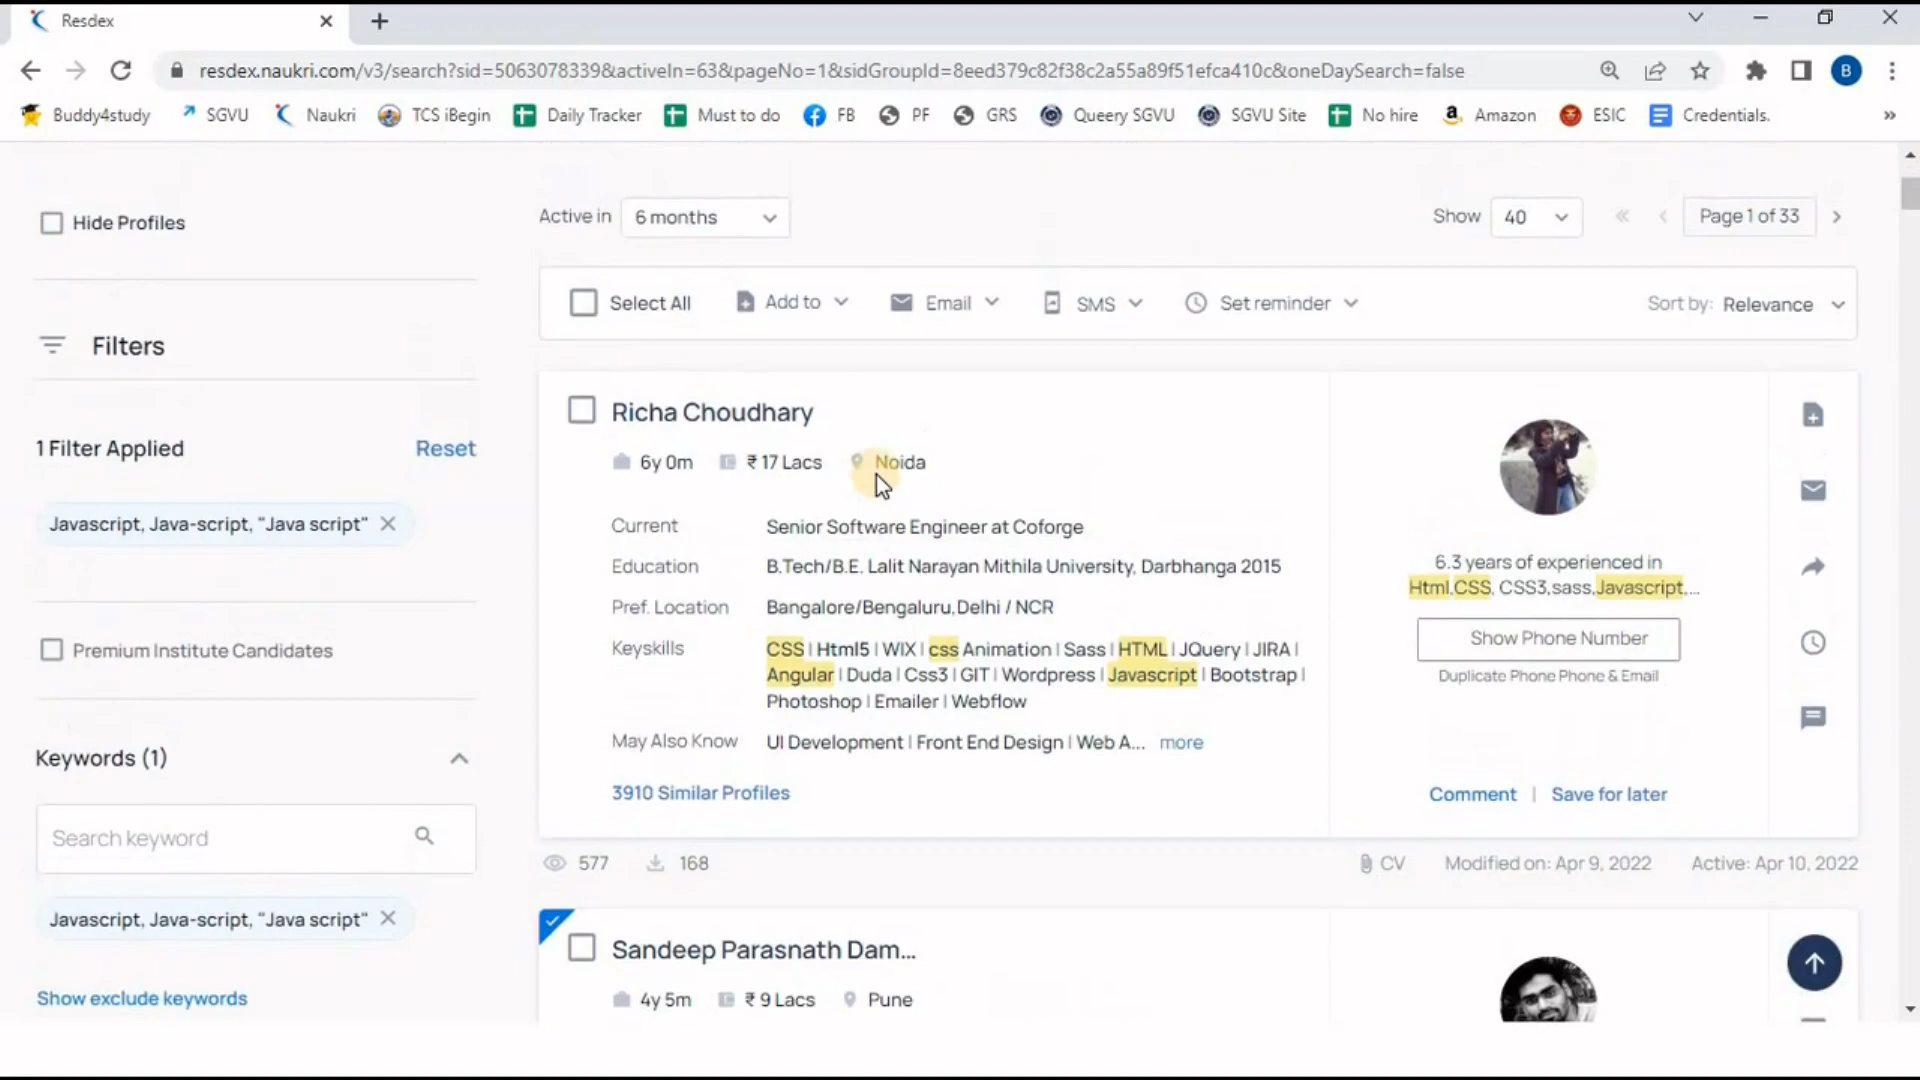 Resdex
resdex.naukri.com/v3/search?sid=5063078339&activeIn=63&pageNo=1&sidGroupId=8eed379c82f38c2a55a89f51efca410c&oneDaySearch=false
B
Buddy4study SGVU Naukri TCS iBegin Daily Tracker Must to do FB PF GRS Queery SGVU SGVU Site No hire Amazon ESIC Credentials. »
Hide Profiles
Active in 6 months
Show 40 Page 1 of 33
Select All Add to Email SMS Set reminder Sort by: Relevance
Filters
1 Filter Applied Reset
Javascript, Java-script, "Java script"
Premium Institute Candidates
Keywords (1)
Search keyword
Javascript, Java-script, "Java script"
Show exclude keywords
Richa Choudhary
6y 0m ₹ 17 Lacs Noida
Current Senior Software Engineer at Coforge
Education B.Tech/B.E. Lalit Narayan Mithila University, Darbhanga 2015
Pref. Location Bangalore/Bengaluru,Delhi / NCR
Keyskills CSS | Html5 | WIX | css Animation | Sass | HTML | JQuery | JIRA |
Angular | Duda | Css3 | GIT | Wordpress | Javascript | Bootstrap |
Photoshop | Emailer | Webflow
May Also Know UI Development | Front End Design | Web A... more
3910 Similar Profiles
6.3 years of experienced in
Html,CSS, CSS3,sass,Javascript,...
Show Phone Number
Duplicate Phone Phone & Email
Comment | Save for later
577 168 CV Modified on: Apr 9, 2022 Active: Apr 10, 2022
Sandeep Parasnath Dam...
4y 5m ₹ 9 Lacs Pune